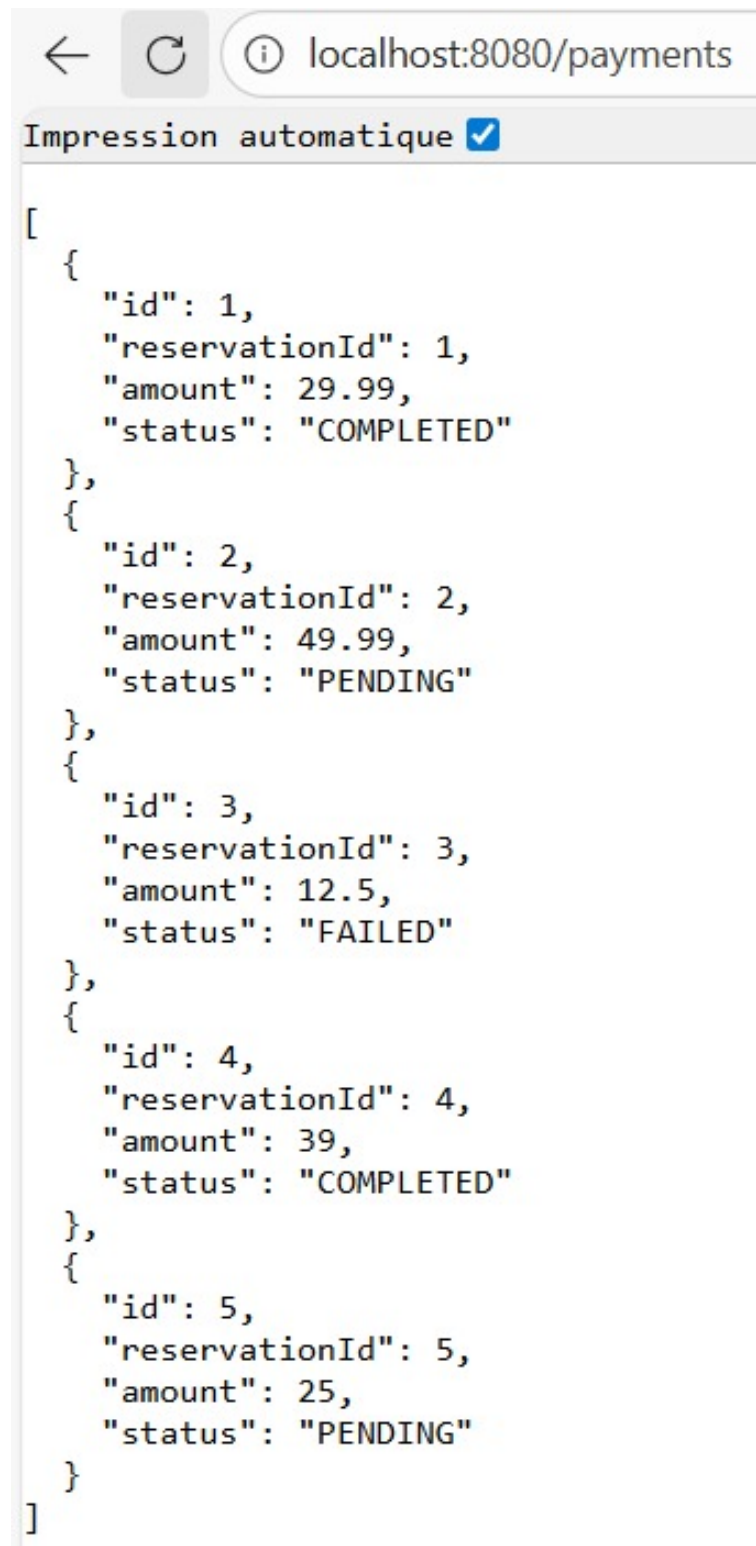 localhost:8080/payments
Impression automatique
[
  {
    "id": 1,
    "reservationId": 1,
    "amount": 29.99,
    "status": "COMPLETED"
  },
  {
    "id": 2,
    "reservationId": 2,
    "amount": 49.99,
    "status": "PENDING"
  },
  {
    "id": 3,
    "reservationId": 3,
    "amount": 12.5,
    "status": "FAILED"
  },
  {
    "id": 4,
    "reservationId": 4,
    "amount": 39,
    "status": "COMPLETED"
  },
  {
    "id": 5,
    "reservationId": 5,
    "amount": 25,
    "status": "PENDING"
  }
]